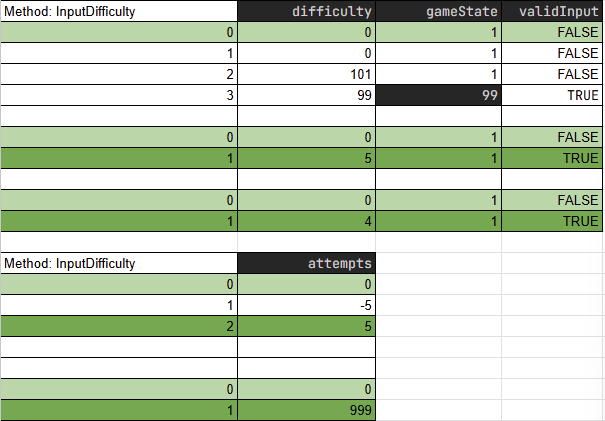 Method: InputDifficulty difficulty gameState validInput
0 0 1 FALSE
1 0 1 FALSE
2 101 1 FALSE
3 99 99 TRUE
0 0 1 FALSE
1 5 1 TRUE
0 0 1 FALSE
1 4 1 TRUE
Method: InputDifficulty attempts
0 0
1 -5
2 5
0 0
1 999